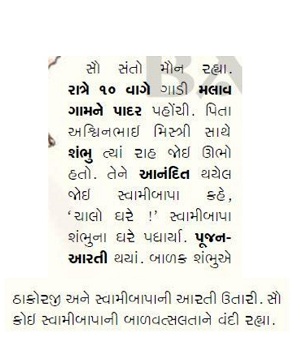 સૌ સંતો મૌન રહ્યા.
રાત્રે ૧૦ વાગે ગાડી મલાવ
ગામને પાદર પહોંચી. પિતા
અશ્વિનભાઈ મિસ્ત્રી સાથે
શંભુ ત્યાં રાહ જોઈ ઊભો
હતો. તેને આનંદિત થયેલ
જોઈ સ્વામીબાપા કહે,
‘ચાલો ઘરે !’ સ્વામીબાપા
શંભુના ઘરે પધાર્યા. પૂજન-
આરતી થયાં. બાળક શંભુએ
ઠાકોરજી અને સ્વામીબાપાની આરતી ઉતારી. સૌ
કોઈ સ્વામીબાપાની બાળવત્સલતાને વંદી રહ્યા.